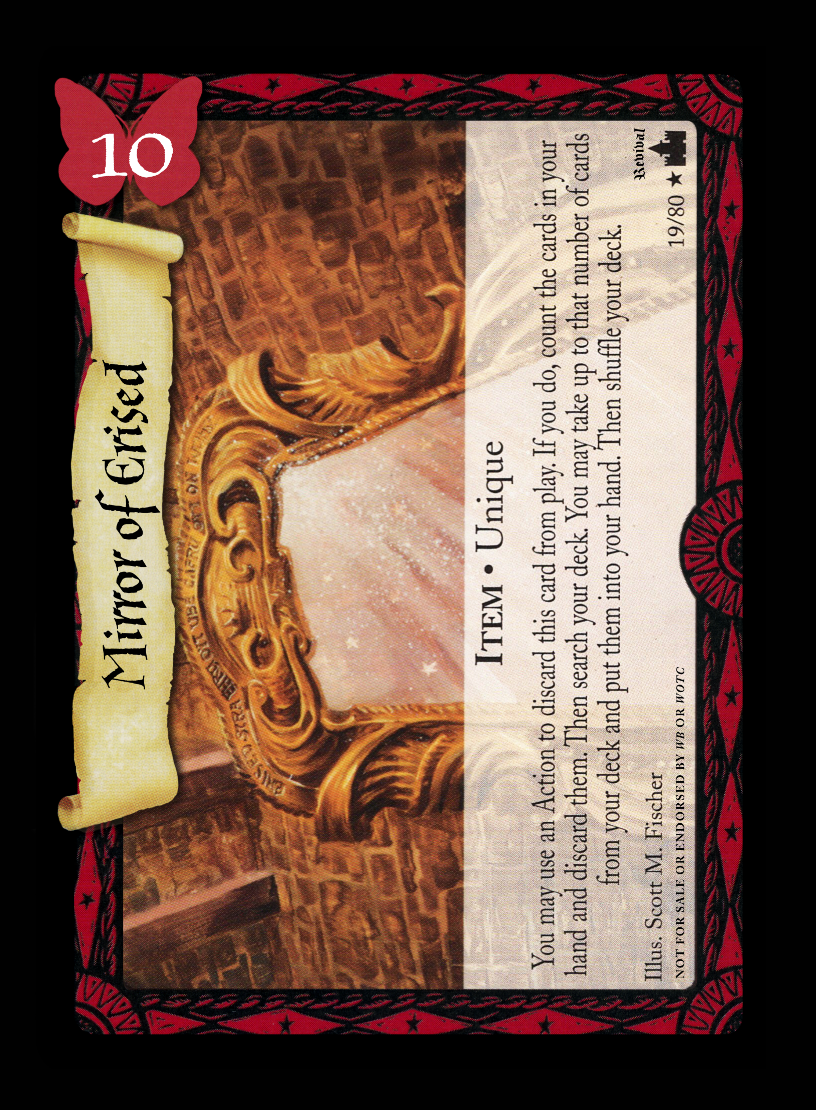 10
Mirror of Erised
ITEM • Unique
You may use an Action to discard this card from play. If you do, count the cards in your
hand and discard them. Then search your deck. You may take up to that number of cards
from your deck and put them into your hand. Then shuffle your deck.
Illus. Scott M. Fischer
NOT FOR SALE OR ENDORSED BY WB OR WOTC
19/80 ★
Revival